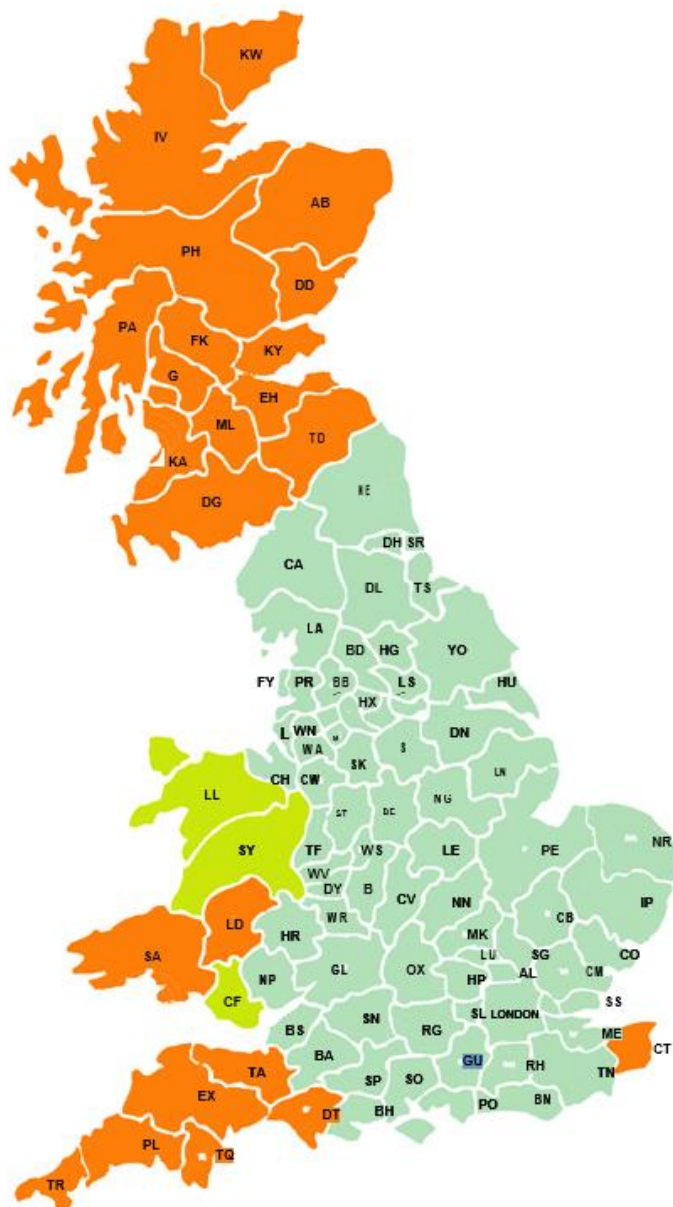 KW
IV
AB
PH
DD
PA
FK
KY
G
EH
ML
TD
KA
DG
NE
DH SR
CA
DL TS
LA
BD HG YO
FY PR BB LS HU
HX
L WN DN
WA
SK S LN
CH CW
LL
ST DE NG
SY TF WS LE PE NR
WV
DY B
CV NN CB IP
LD WR
HR MK
SA LU SG CO
NP GL OX HP AL CM
CF
SS
SL LONDON
BS SN RG ME
BA GU RH CT
TA TN
EX SP SO
DT BH PO BN
PL
TQ
TR